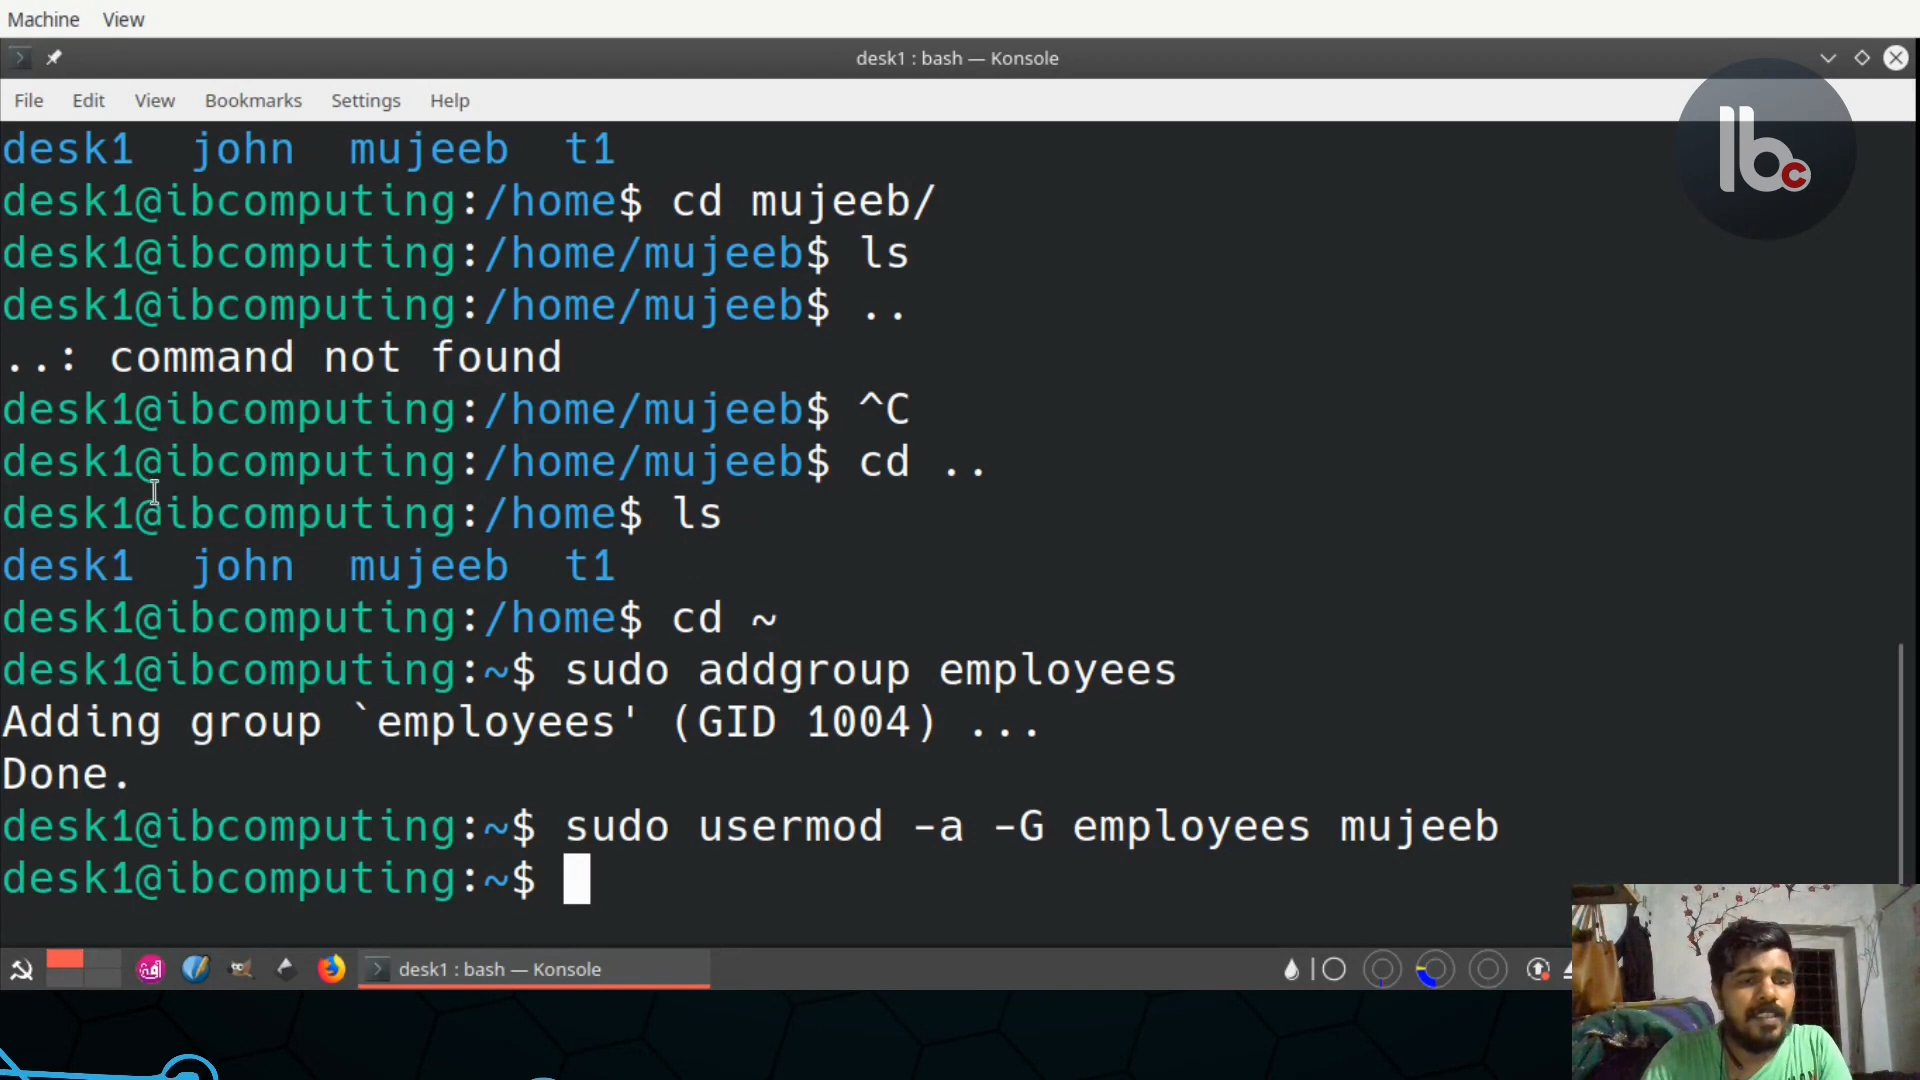 Machine View
desk1 : bash — Konsole
File Edit View Bookmarks Settings Help
Ibc
desk1 john mujeeb t1
desk1@ibcomputing:/home$ cd mujeeb/
desk1@ibcomputing:/home/mujeeb$ ls
desk1@ibcomputing:/home/mujeeb$ ..
..: command not found
desk1@ibcomputing:/home/mujeeb$ ^C
desk1@ibcomputing:/home/mujeeb$ cd ..
desk1@ibcomputing:/home$ ls
desk1 john mujeeb t1
desk1@ibcomputing:/home$ cd ~
desk1@ibcomputing:~$ sudo addgroup employees
Adding group `employees' (GID 1004) ...
Done.
desk1@ibcomputing:~$ sudo usermod -a -G employees mujeeb
desk1@ibcomputing:~$
desk1 : bash — Konsole